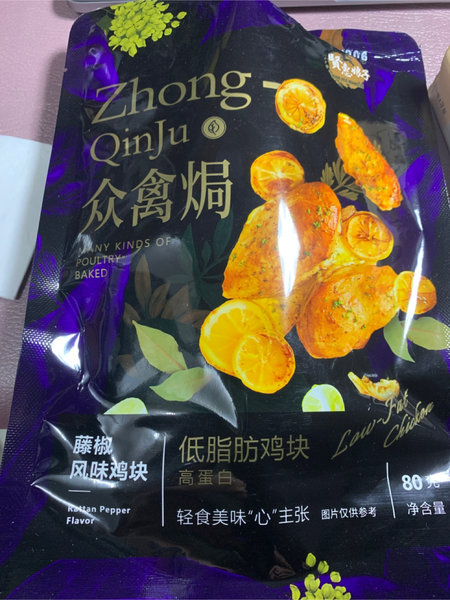 Zhong-
QinJu
众禽焗
MANY KINDS OF
POULTRY-
BAKED
藤椒
风味鸡块
Rattan Pepper
Flavor
低脂肪鸡块
高蛋白
Low-Fat
Chicken
80克
净含量
轻食美味“心”主张
图片仅供参考